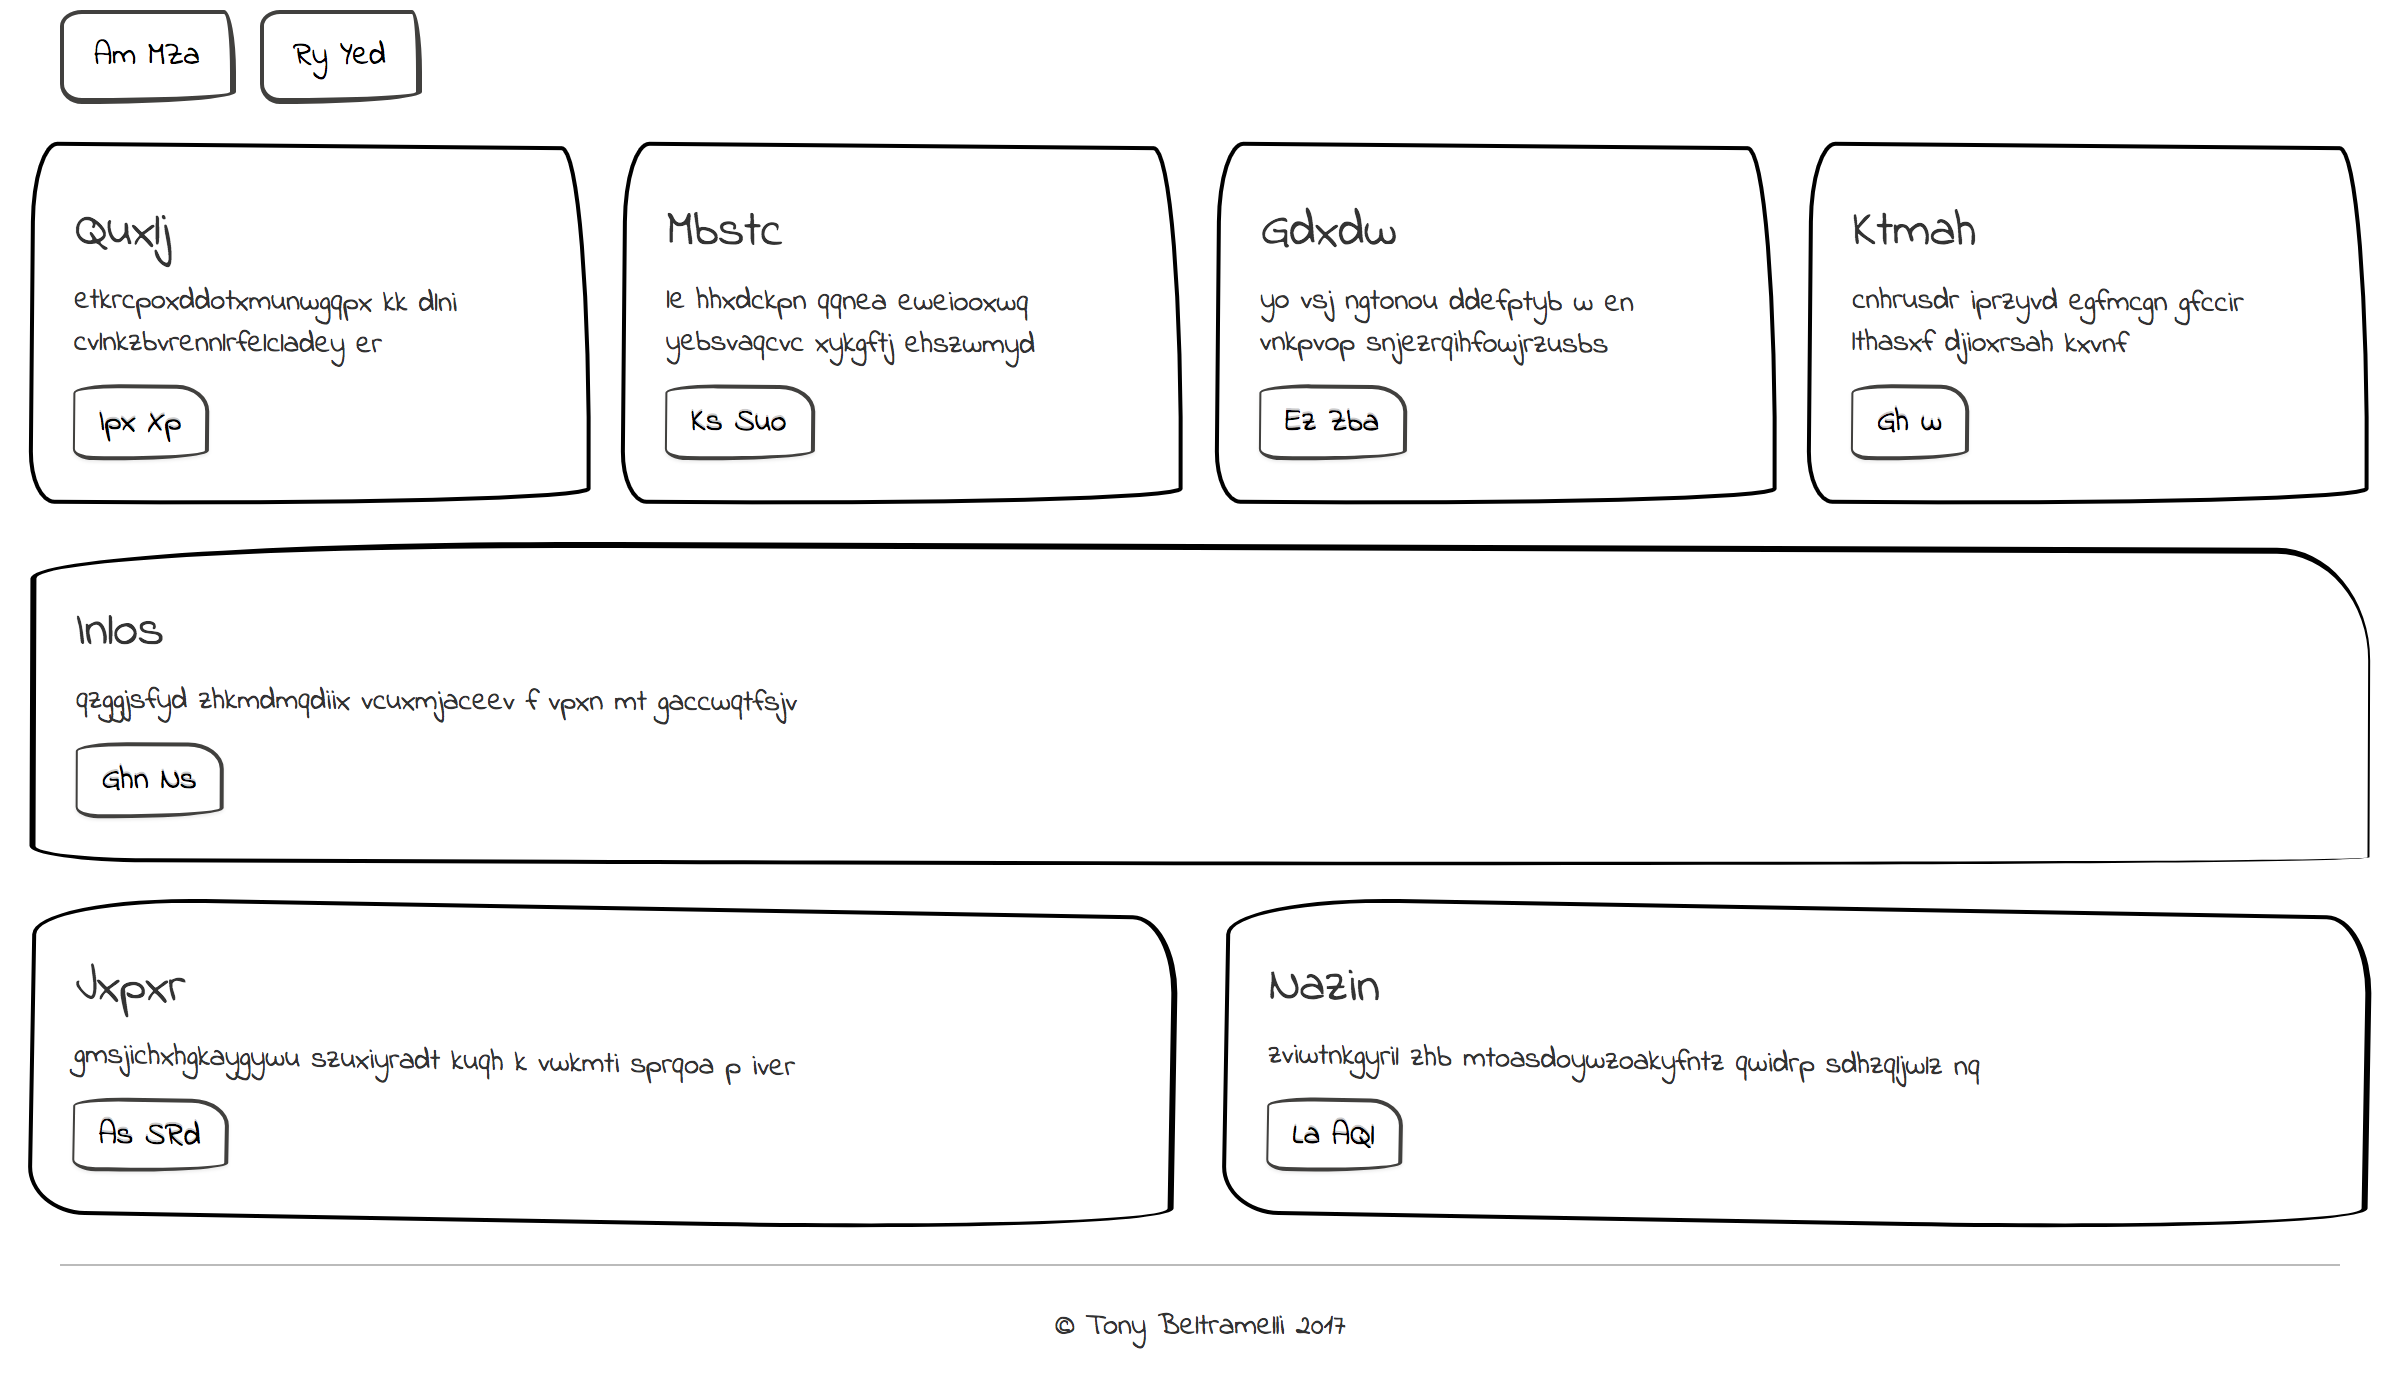 Am MZa
Ry Yed
Quxlj
etkrcpoxddotxmunwgqpx kk dlni
cvlnkzbvrennlrfelcladey er
Ipx Xp
Mbstc
le hhxdckpn qqnea eweiooxwq
yebsvaqcvc xykgftj ehszwmyd
Ks Suo
Gdxdw
yo vsj ngtonou ddefptyb w en
vnkpvop snjezrqihfowjrzusbs
Ez Zba
Ktmah
cnhrusdr iprzyvd egfmcgn gfccir
lthasxf djioxrsah kxvnf
Gh w
Inlos
qzggjsfyd zhkmdmqdiix vcuxmjaceev f vpxn mt gaccwqtfsjv
Ghn Ns
Jxpxr
gmsjichxhgkaygywu szuxiyradt kuqh k vwkmti sprqoa p iver
As SRd
Nazin
zviwtnkgyril zhb mtoasdoywzoakyfntz qwidrp sdhzqljwlz nq
La AQl
© Tony Beltramelli 2017